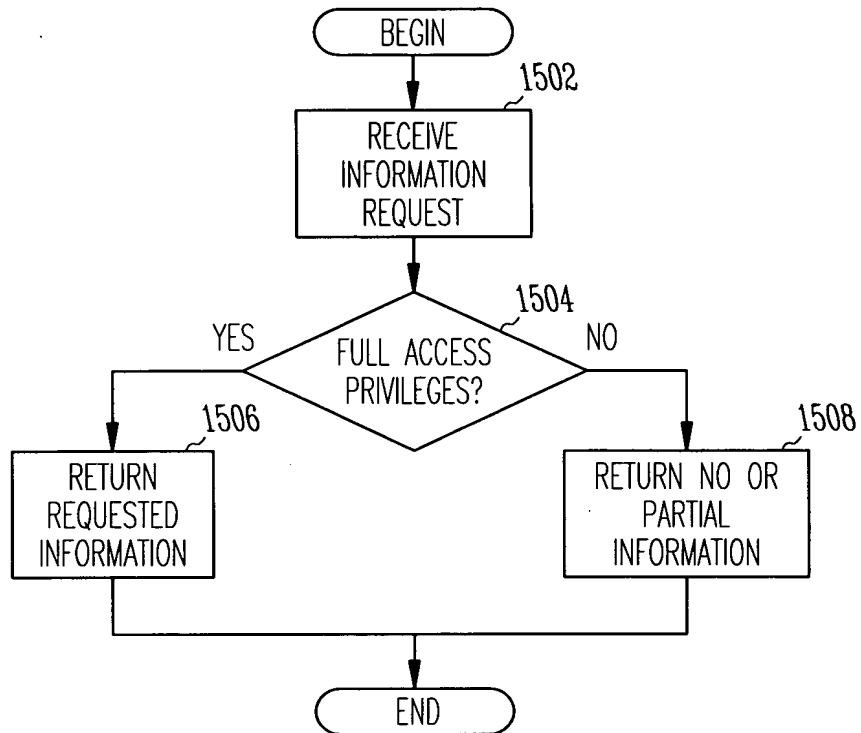 BEGIN
1502
RECEIVE
INFORMATION
REQUEST
1504
YES
FULL ACCESS
PRIVILEGES?
NO
1506
RETURN
REQUESTED
INFORMATION
1508
RETURN NO OR
PARTIAL
INFORMATION
END